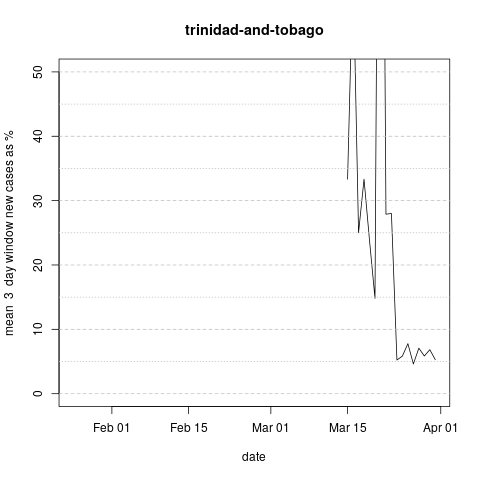 trinidad-and-tobago
mean 3 day window new cases as %
50
40
30
20
10
0
Feb 01 Feb 15 Mar 01 Mar 15 Apr 01
date